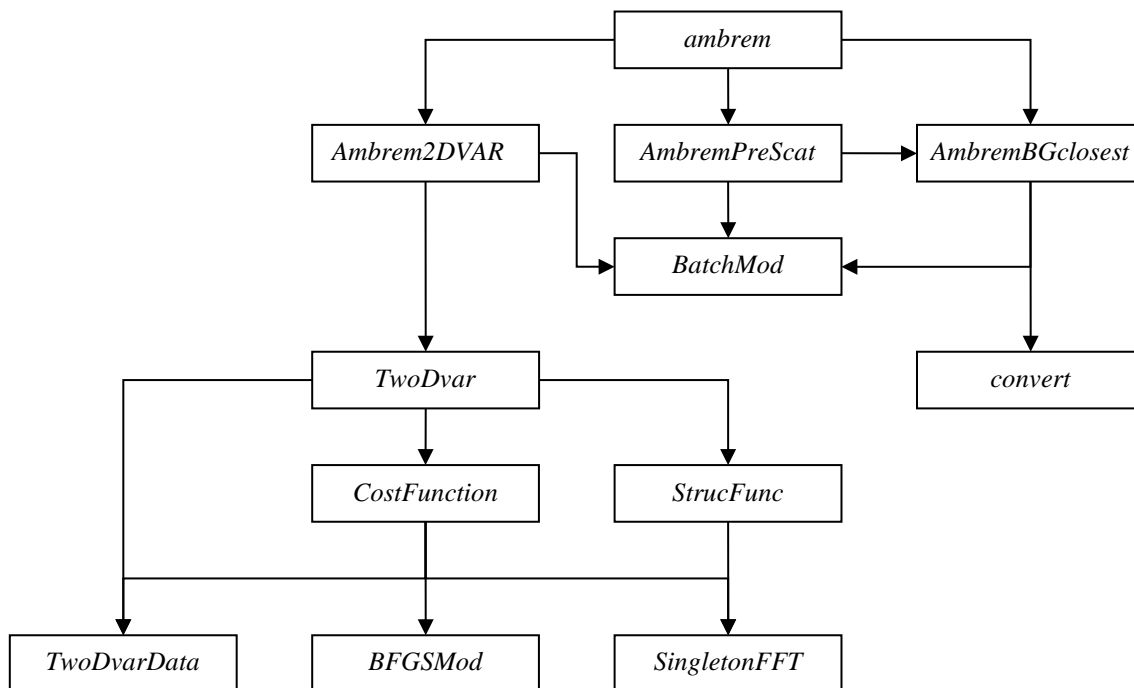 ambrem
Ambrem2DVAR
AmbremPreScat
AmbremBGclosest
BatchMod
TwoDvar
convert
CostFunction
StrucFunc
TwoDvarData
BFGSMod
SingletonFFT